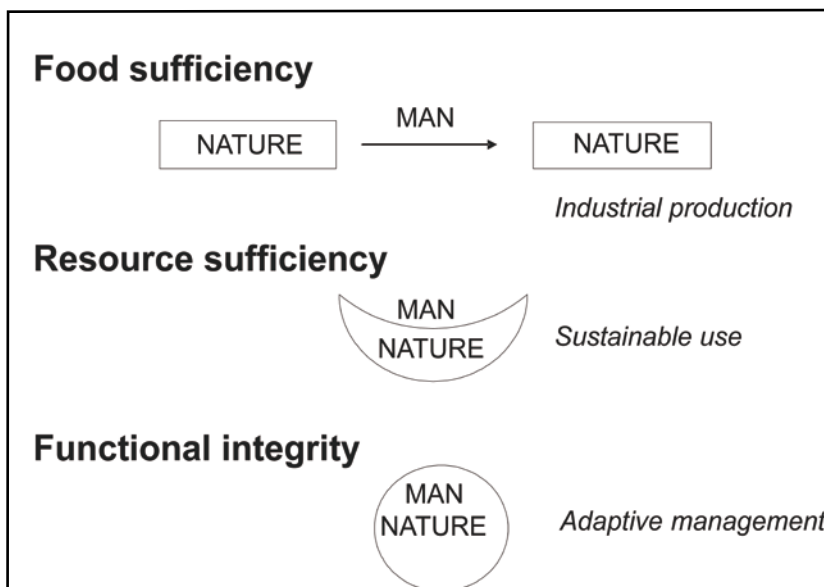 Food sufficiency
MAN
NATURE NATURE
Industrial production
Resource sufficiency
MAN
NATURE
Sustainable use
Functional integrity
MAN
NATURE
Adaptive management